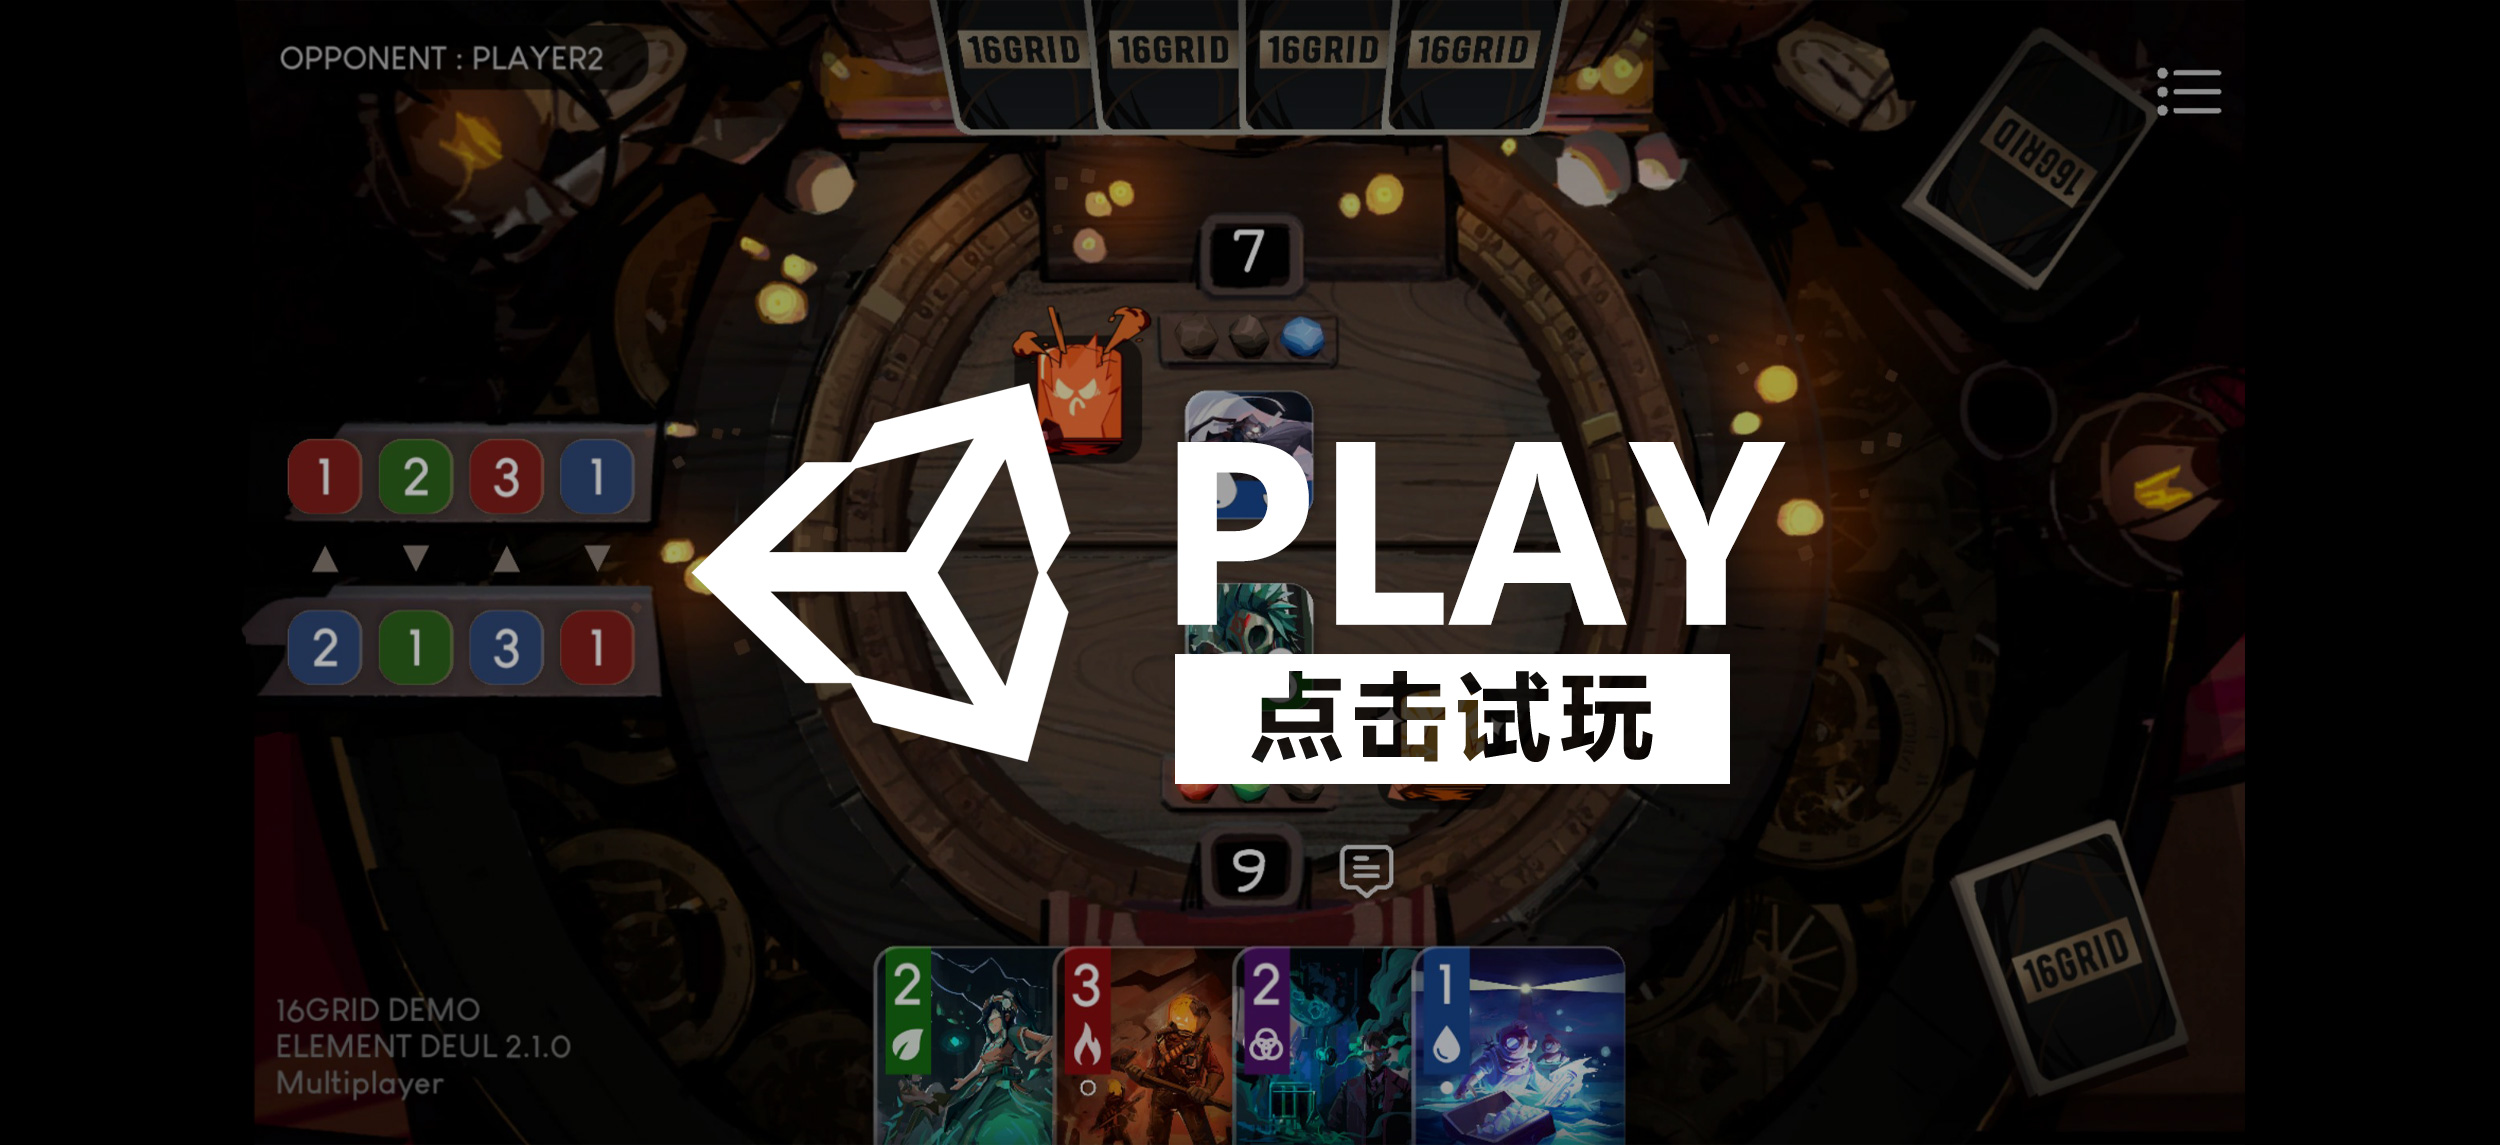 OPPONENT : PLAYER2
16GRID 16GRID 16GRID 16GRID
16GRID
7
1 2 3 1
▲ ▼ ▲ ▼
2 1 3 1
PLAY
点击试玩
9
16GRID
2 3 2 1
16GRID DEMO
ELEMENT DEUL 2.1.0
Multiplayer